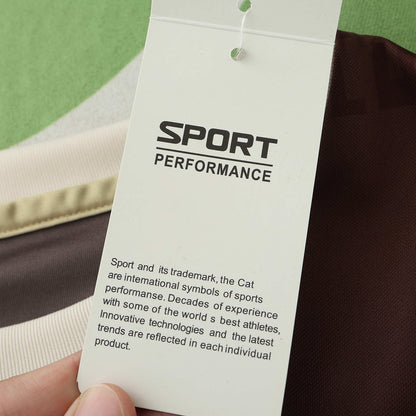 SPORT
PERFORMANCE
Sport and its trademark, the Cat
are international symbols of sports
performanse. Decades of experience
with some of the world s best athletes,
Innovative technologies and the latest
trends are reflected in each individual
product.